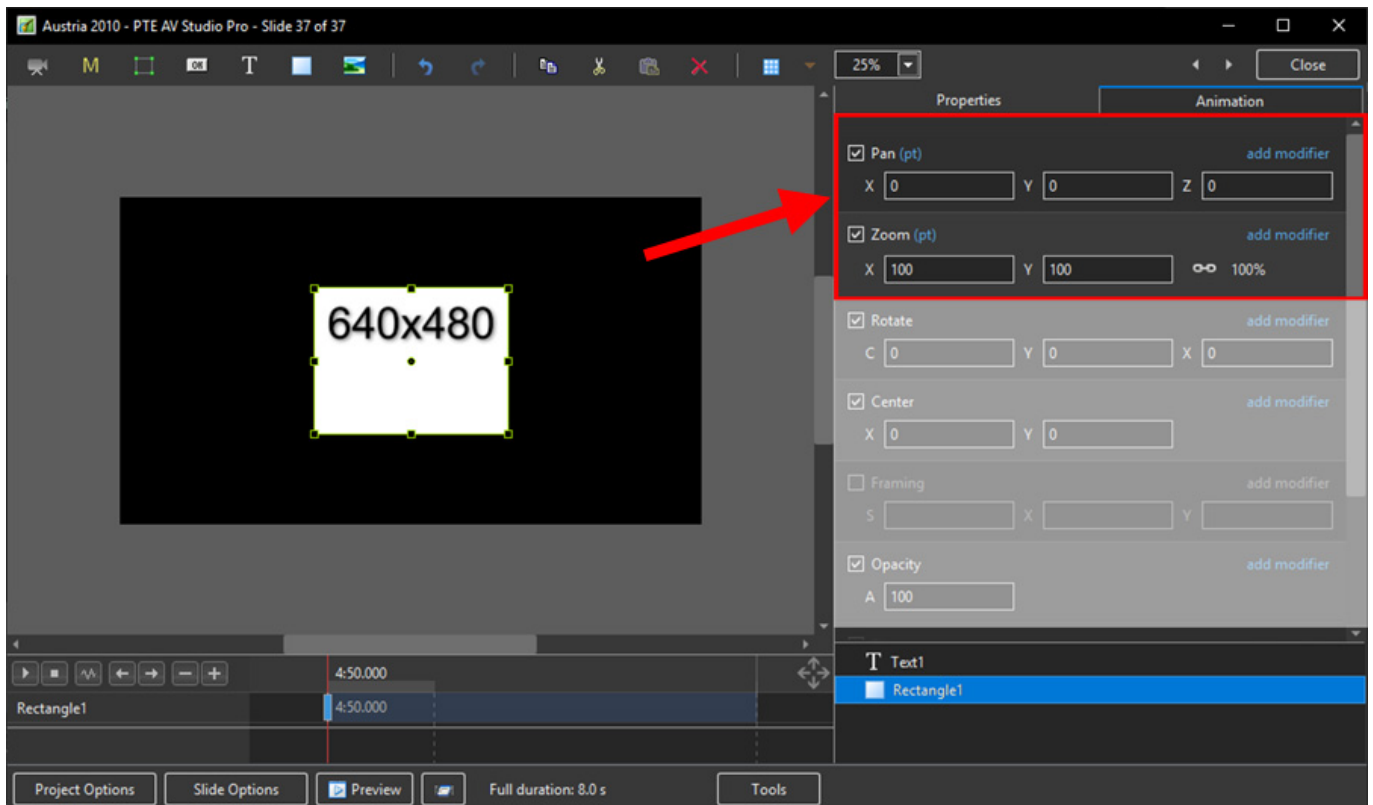 Austria 2010 - PTE AV Studio Pro - Slide 37 of 37
M OK T 25% Close
Properties Animation
Pan (pt) add modifier
X 0 Y 0 Z 0
Zoom (pt) add modifier
X 100 Y 100 100%
640x480
Rotate add modifier
C 0 Y 0 X 0
Center add modifier
X 0 Y 0
Framing add modifier
S X Y
Opacity add modifier
A 100
4:50.000
Rectangle1 4:50.000
T Text1
Rectangle1
Project Options Slide Options Preview Full duration: 8.0 s Tools